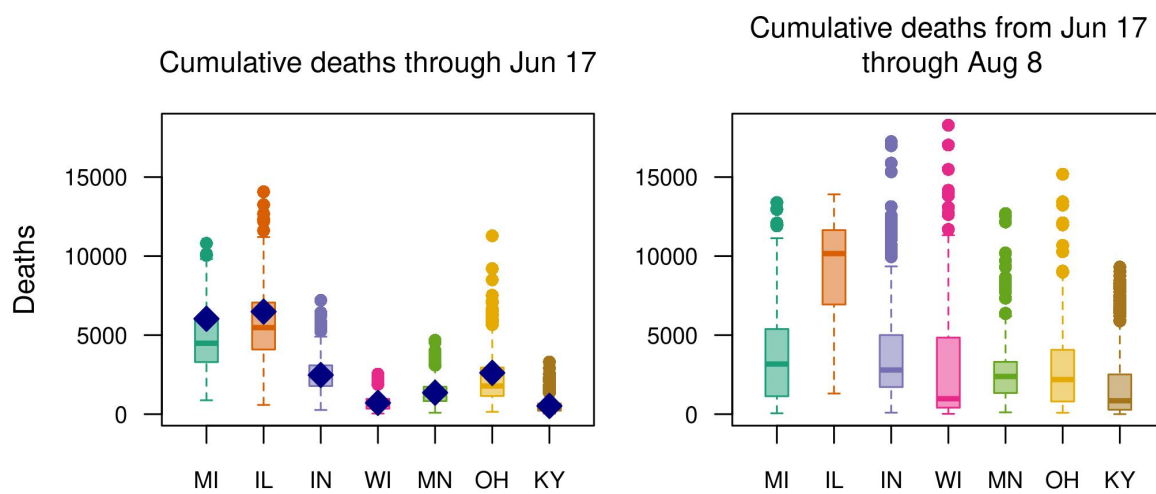 Cumulative deaths through Jun 17
Cumulative deaths from Jun 17
through Aug 8
Deaths
15000
10000
5000
0
MI IL IN WI MN OH KY
15000
10000
5000
0
MI IL IN WI MN OH KY